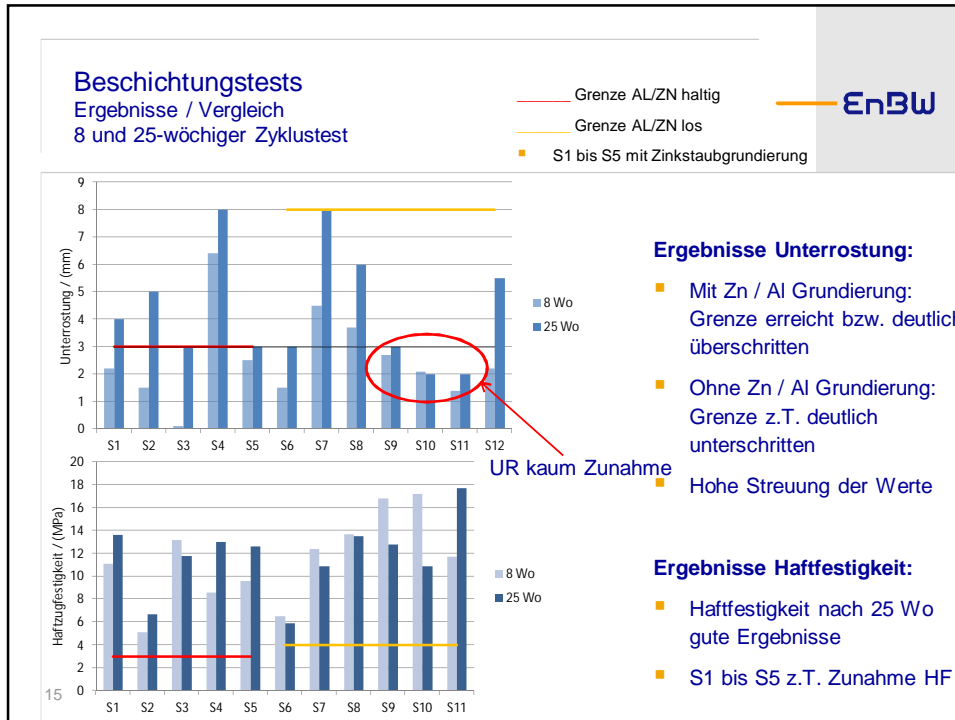 Beschichtungstests
Ergebnisse / Vergleich
8 und 25-wöchiger Zyklustest
Grenze AL/ZN haltig
Grenze AL/ZN los
S1 bis S5 mit Zinkstaubgrundierung
EnBW
9
8
7
6
5
4
3
2
1
0
Unterrostung / (mm)
S1 S2 S3 S4 S5 S6 S7 S8 S9 S10 S11 S12
8 Wo
25 Wo
UR kaum Zunahme
20
18
16
14
12
10
8
6
4
2
0
Haftzugfestigkeit / (MPa)
S1 S2 S3 S4 S5 S6 S7 S8 S9 S10 S11
8 Wo
25 Wo
Ergebnisse Unterrostung:
Mit Zn / Al Grundierung:
Grenze erreicht bzw. deutlich
überschritten
Ohne Zn / Al Grundierung:
Grenze z.T. deutlich
unterschritten
Hohe Streuung der Werte
Ergebnisse Haftfestigkeit:
Haftfestigkeit nach 25 Wo
gute Ergebnisse
S1 bis S5 z.T. Zunahme HF
15